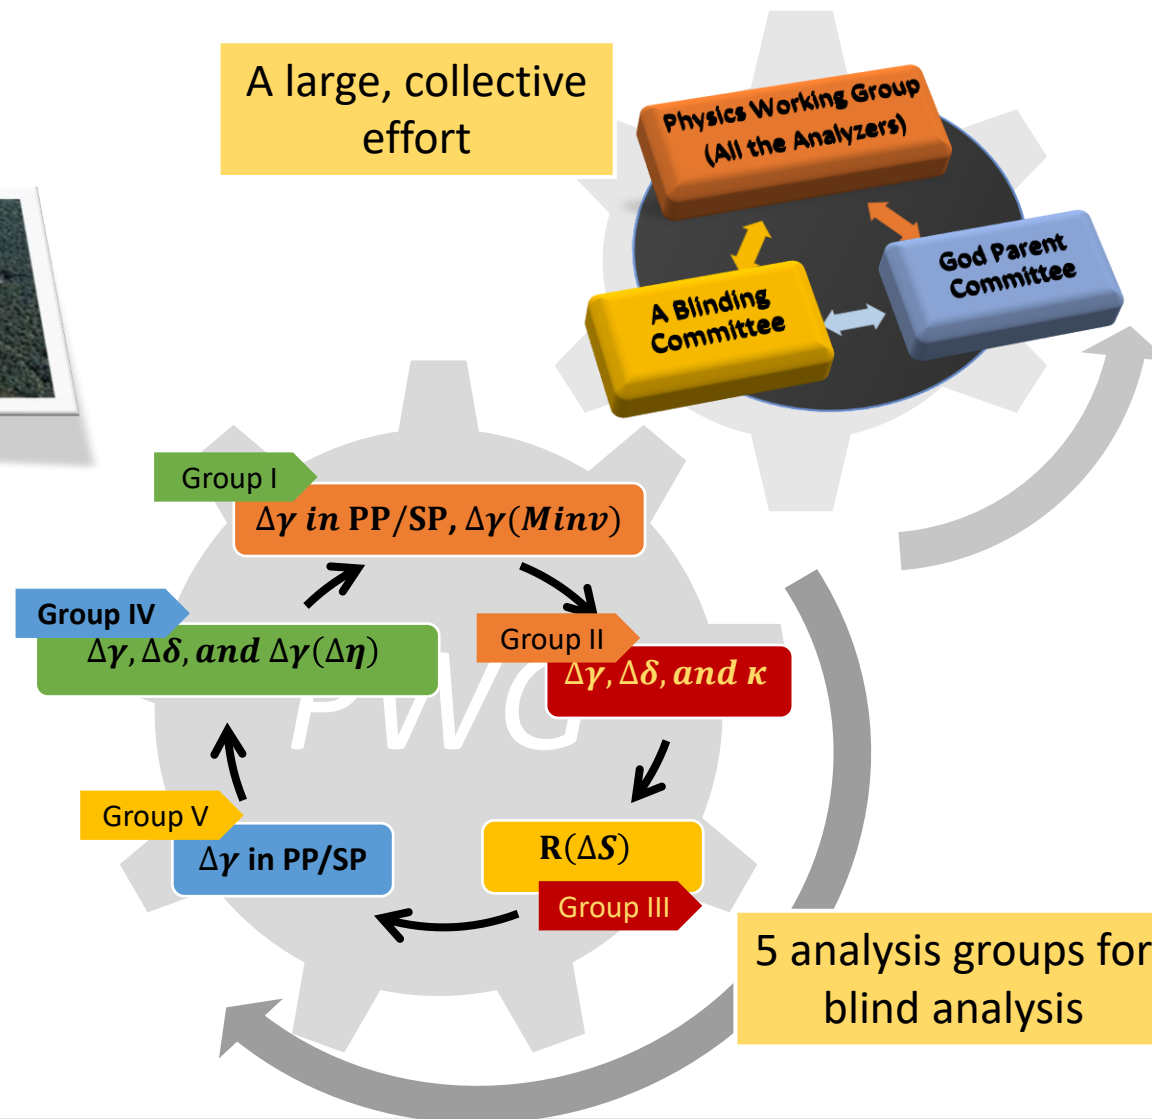 A large, collective
effort
Physics Working Group
(All the Analyzers)
God Parent
Committee
A Blinding
Committee
Group I
Δγ in PP/SP, Δγ(Minv)
Group IV
Δγ, Δδ, and Δγ(Δη)
Group II
Δγ, Δδ, and κ
PWG
Group V
Δγ in PP/SP
R(ΔS)
Group III
5 analysis groups for
blind analysis